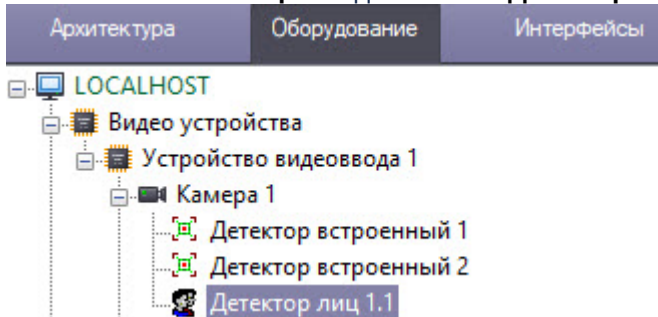 Архитектура Оборудование Интерфейсы
LOCALHOST
Видео устройства
Устройство видеоввода 1
Камера 1
Детектор встроенный 1
Детектор встроенный 2
Детектор лиц 1.1